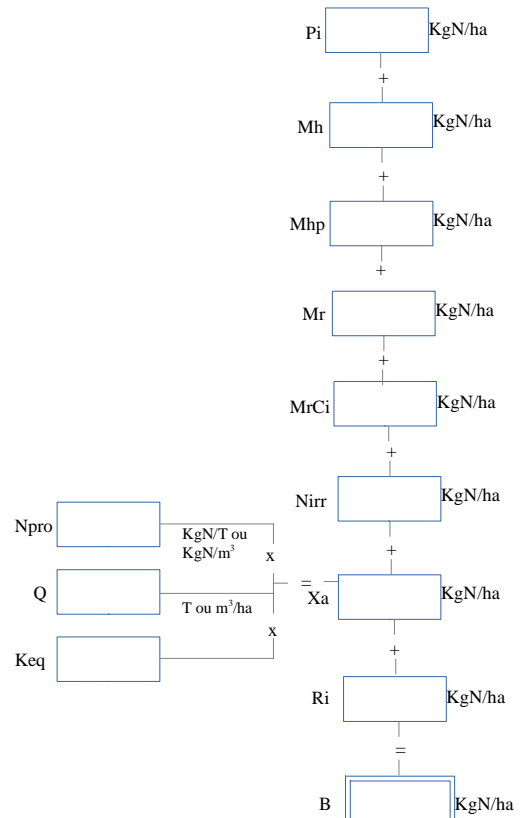 Pi KgN/ha
+
Mh KgN/ha
+
Mhp KgN/ha
+
Mr KgN/ha
+
MrCi KgN/ha
+
Nirr KgN/ha
+
Npro KgN/T ou
KgN/m³
x
Q T ou m³/ha
x
Keq
=
Xa KgN/ha
+
Ri KgN/ha
=
B KgN/ha